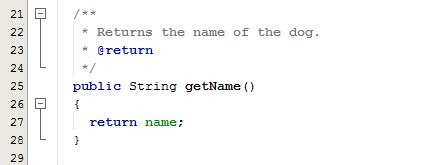 21 /**
22  * Returns the name of the dog.
23  * @return
24  */
25 public String getName()
26 {
27   return name;
28 }
29